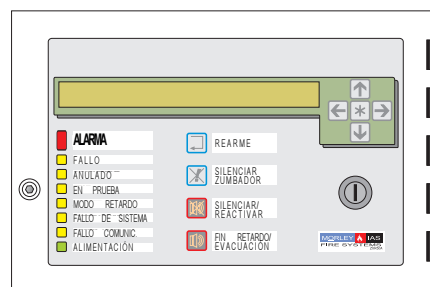 ALARMA
FALLO
ANULADO
EN PRUEBA
MODO RETARDO
FALLO DE SISTEMA
FALLO COMUNIC.
ALIMENTACIÓN
REARME
SILENCIAR
ZUMBADOR
SILENCIAR/
REACTIVAR
FIN RETARDO/
EVACUACIÓN
MORLEY IAS
FIRE SYSTEMS